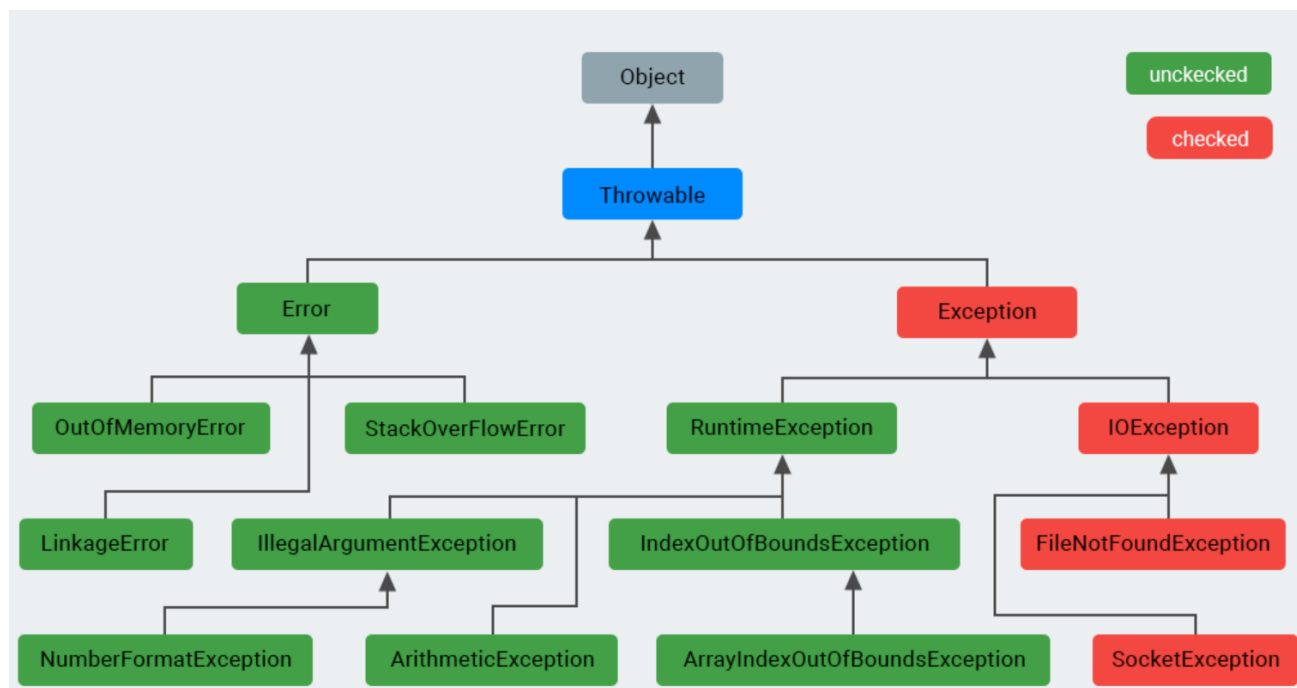 Object
unckecked
checked
Throwable
Error
Exception
OutOfMemoryError
StackOverFlowError
RuntimeException
IOException
LinkageError
IllegalArgumentException
IndexOutOfBoundsException
FileNotFoundException
NumberFormatException
ArithmeticException
ArrayIndexOutOfBoundsException
SocketException